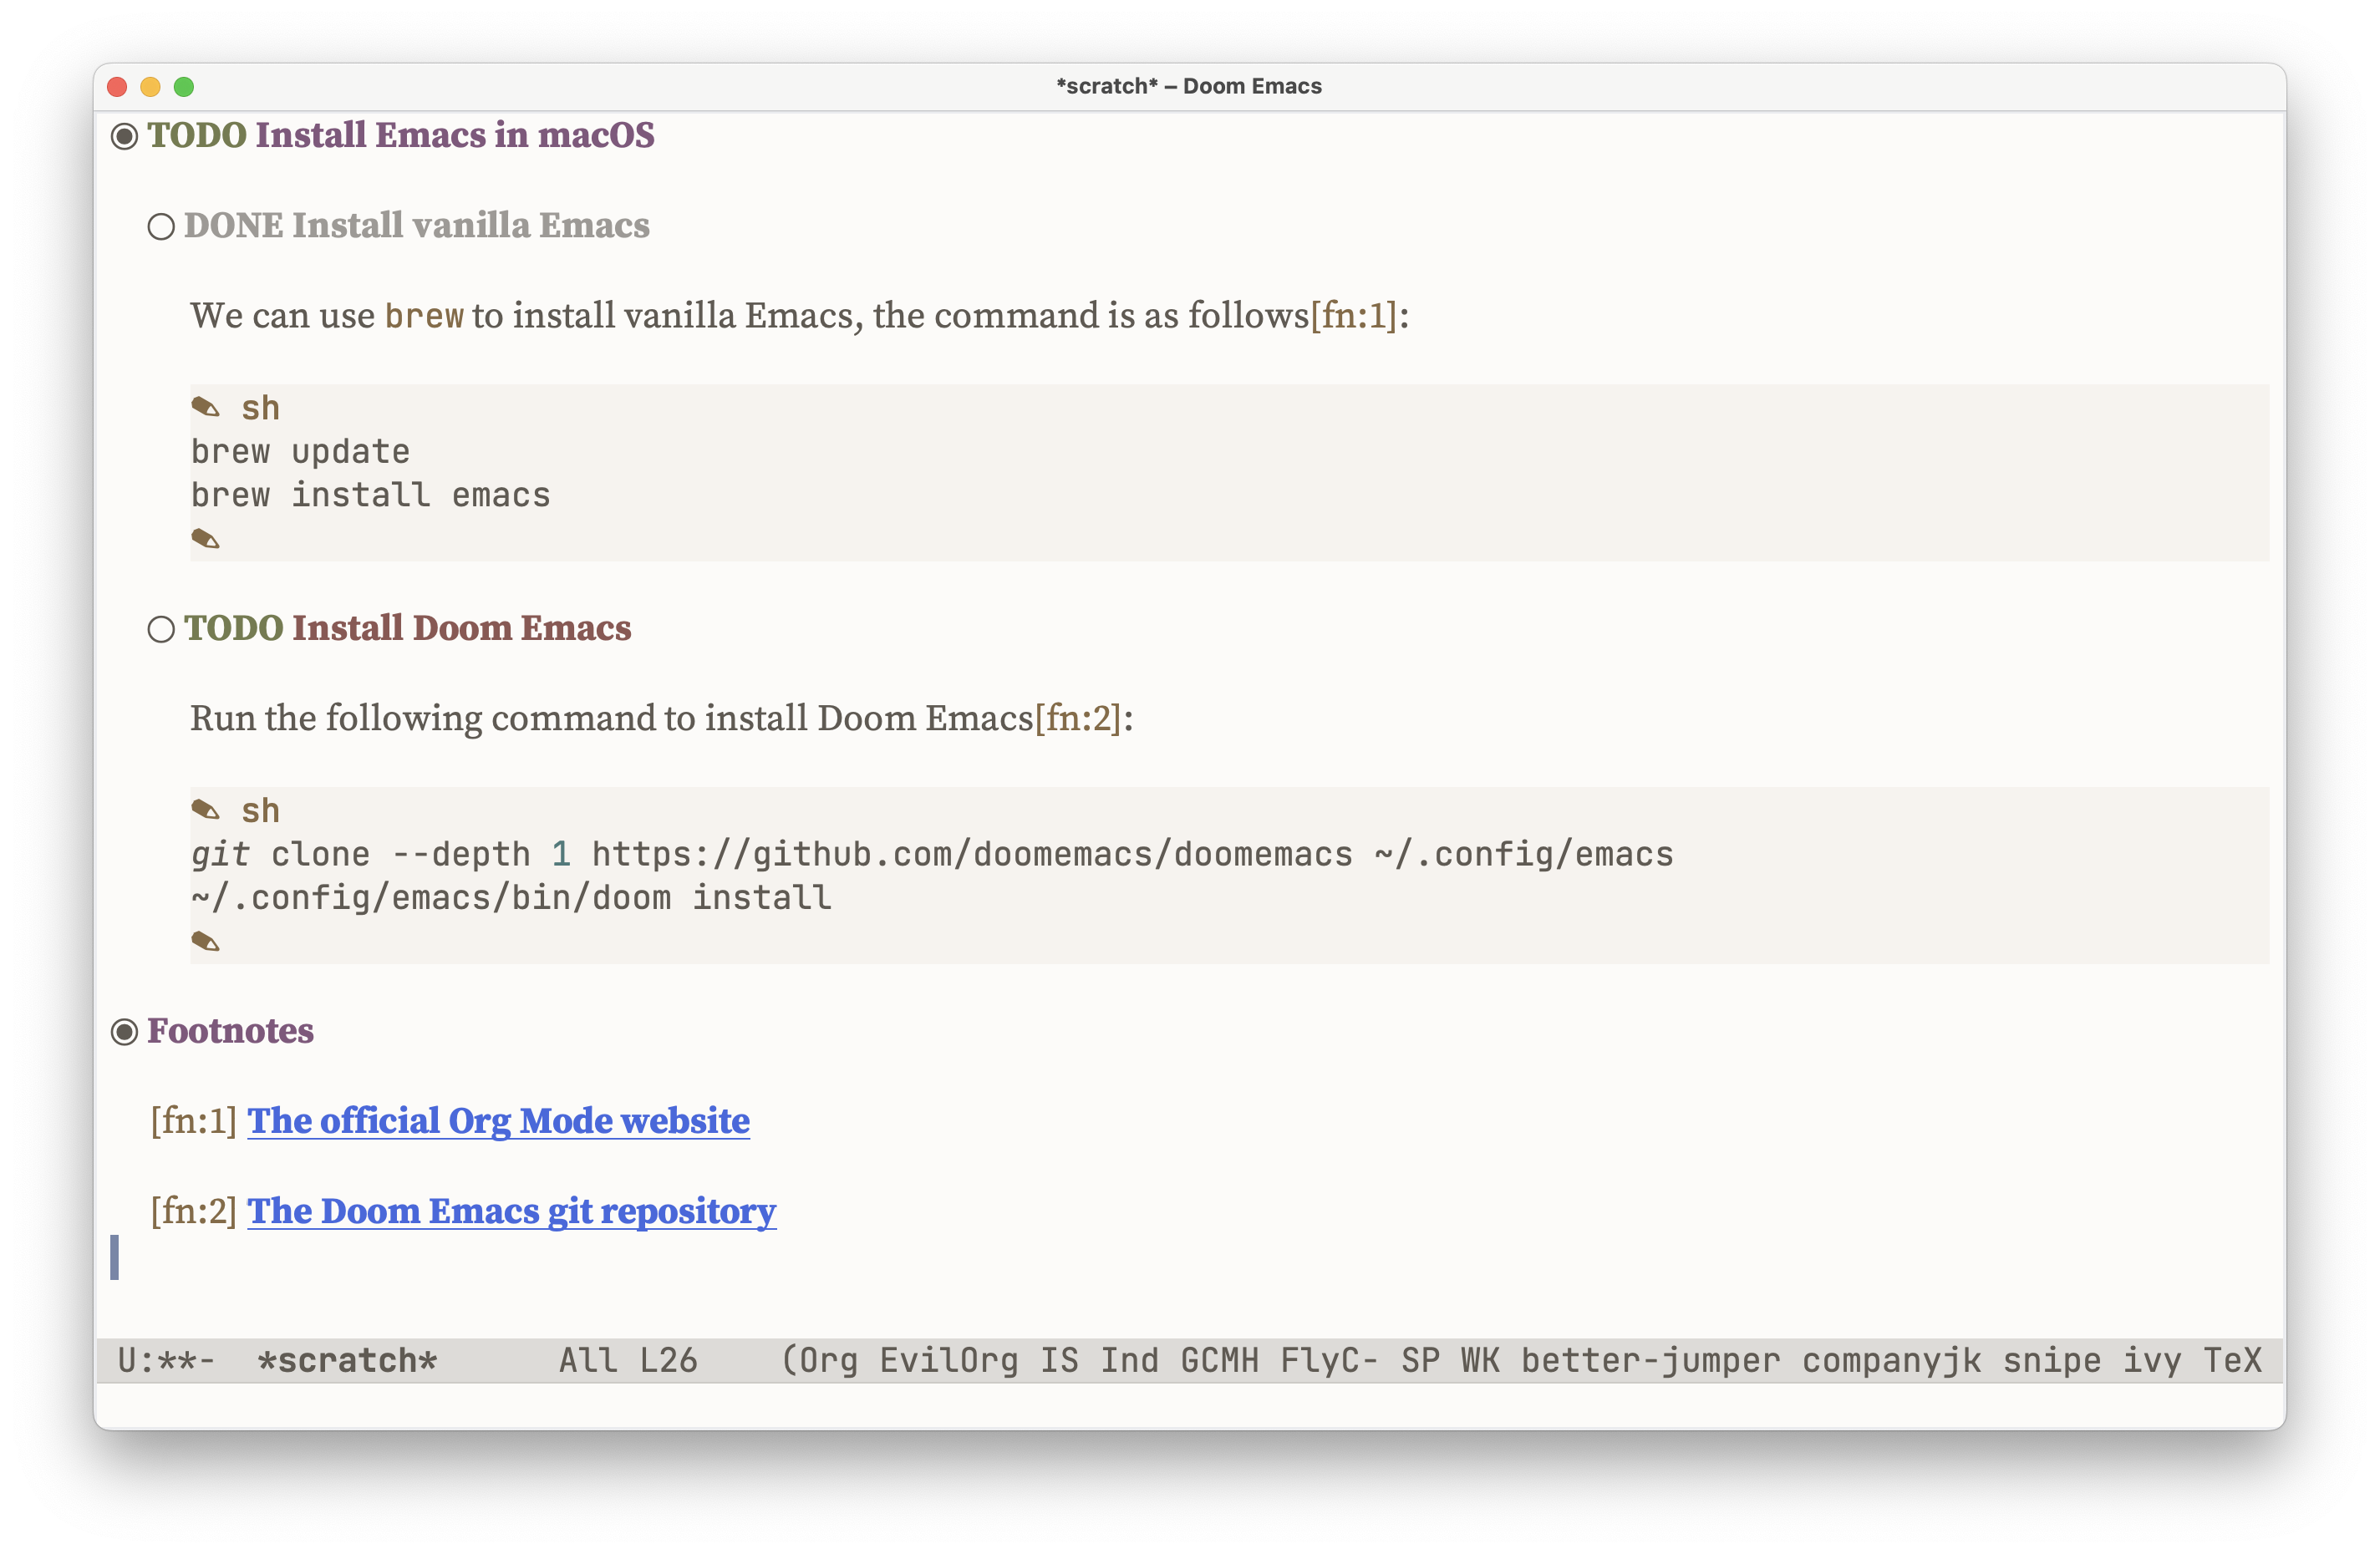 *scratch* – Doom Emacs
TODO Install Emacs in macOS
DONE Install vanilla Emacs
We can use brew to install vanilla Emacs, the command is as follows[fn:1]:
sh
brew update
brew install emacs
TODO Install Doom Emacs
Run the following command to install Doom Emacs[fn:2]:
sh
git clone --depth 1 https://github.com/doomemacs/doomemacs ~/.config/emacs
~/.config/emacs/bin/doom install
Footnotes
[fn:1] The official Org Mode website
[fn:2] The Doom Emacs git repository
U:**-  *scratch*      All L26    (Org EvilOrg IS Ind GCMH FlyC- SP WK better-jumper companyjk snipe ivy TeX